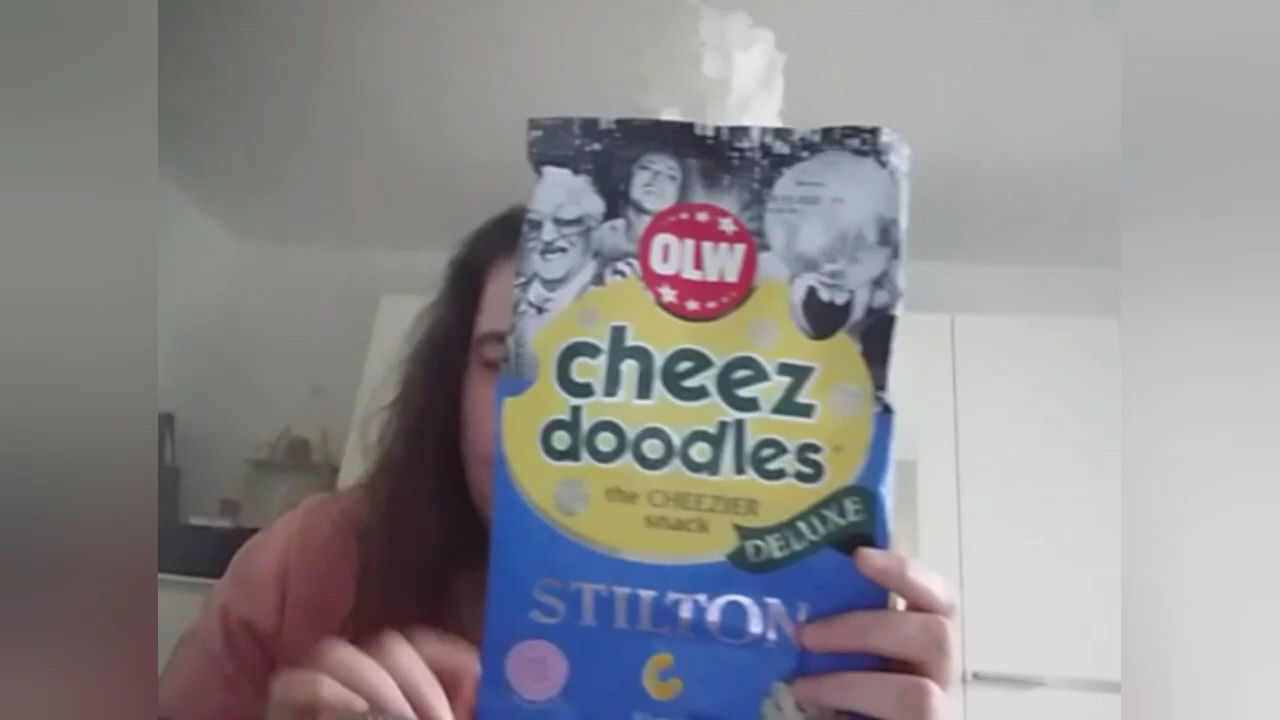 OLW
cheez
doodles
the CHEEZIER
snack
DELUXE
STILTON